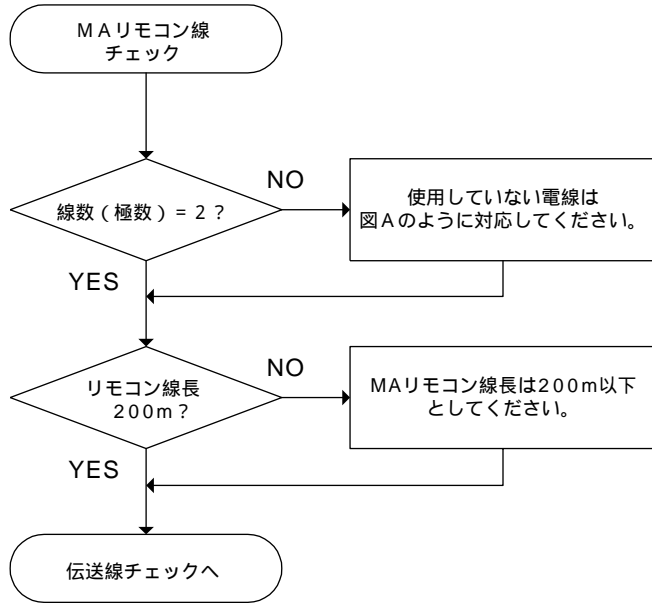 ＭＡリモコン線
チェック
線数（極数）＝２？
NO
使用していない電線は
図Ａのように対応してください。
YES
リモコン線長
200m？
NO
MAリモコン線長は200m以下
としてください。
YES
伝送線チェックへ